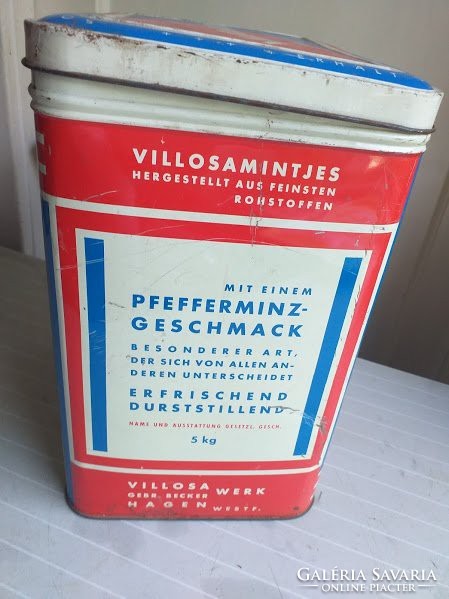 ERHÄLT
VILLOSAMINTJES
HERGESTELLT AUS FEINSTEN
ROHSTOFFEN
MIT EINEM
PFEFFERMINZ-
GESCHMACK
BESONDERER ART,
DER SICH VON ALLEN AN-
DEREN UNTERSCHEIDET
ERFRISCHEND
DURSTSTILLEND
NAME UND AUSSTATTUNG GESETZL. GESCH.
5 kg
VILLOSA WERK
GEBR. BECKER
HAGEN WESTF.
GALÉRIA SAVARIA
ONLINE PIACTÉR